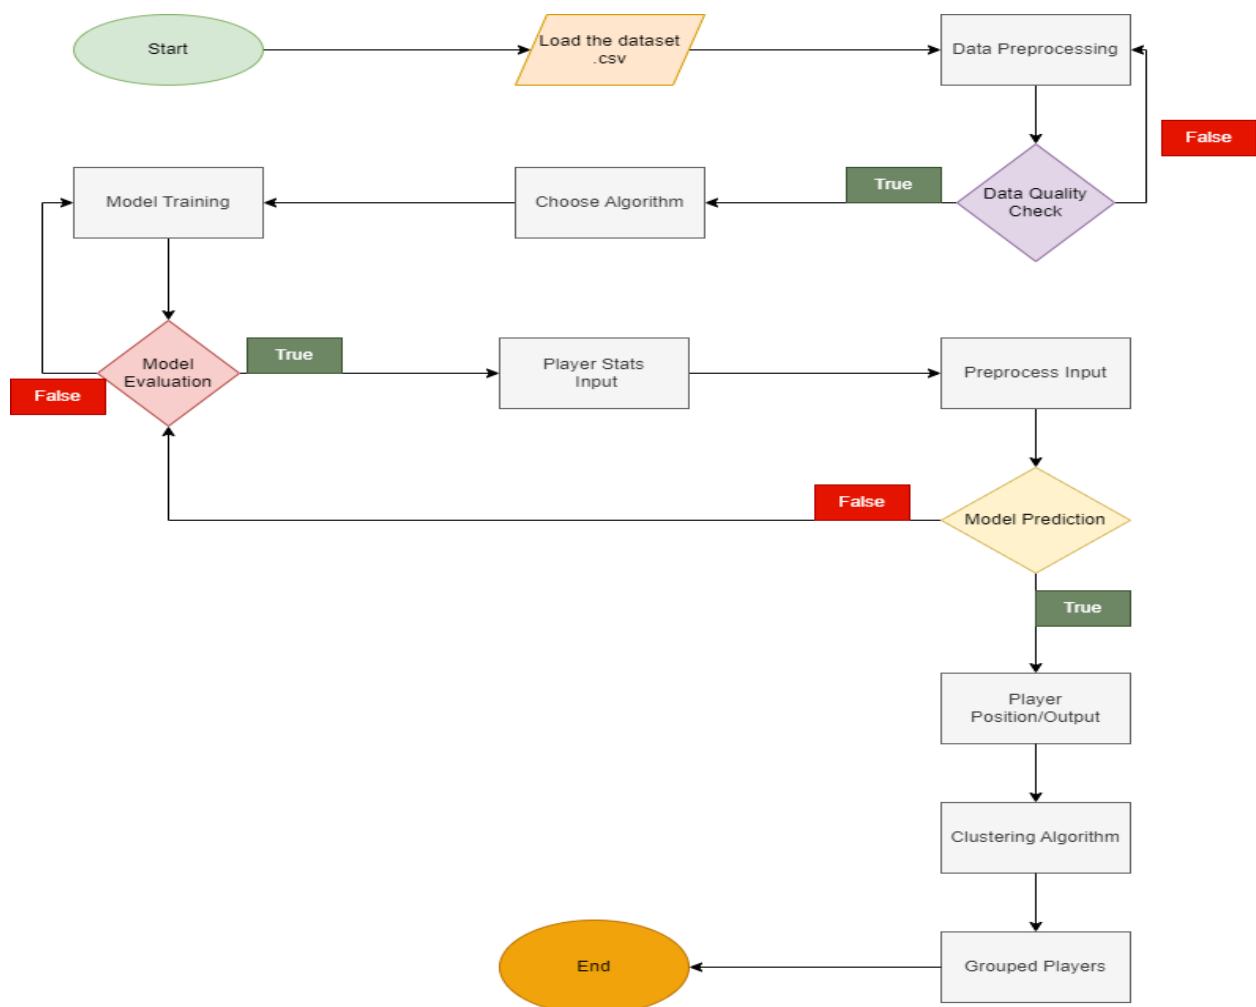 Start
Load the dataset
.csv
Data Preprocessing
False
Model Training
Choose Algorithm
True
Data Quality
Check
Model
Evaluation
True
False
Player Stats
Input
Preprocess Input
False
Model Prediction
True
Player
Position/Output
Clustering Algorithm
End
Grouped Players